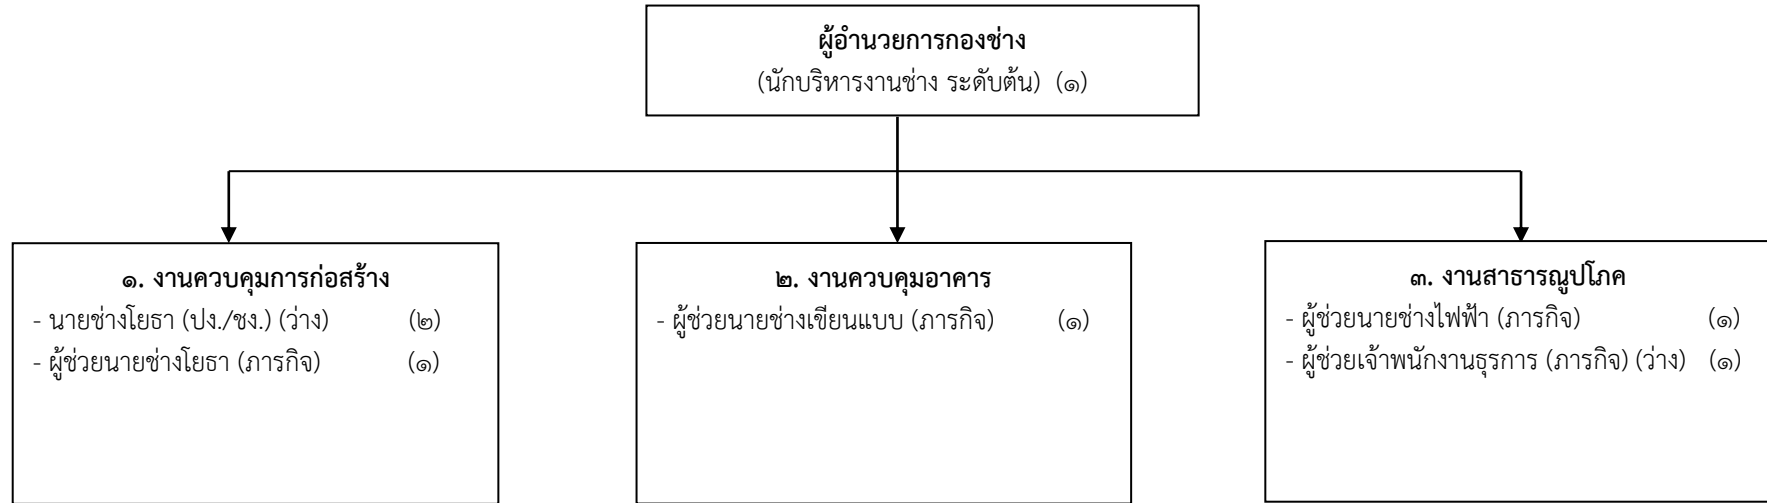 ผู้อำนวยการกองช่าง
(นักบริหารงานช่าง ระดับต้น) (๑)
๑. งานควบคุมการก่อสร้าง
- นายช่างโยธา (ปง./ชง.) (ว่าง) (๒)
- ผู้ช่วยนายช่างโยธา (ภารกิจ) (๑)
๒. งานควบคุมอาคาร
- ผู้ช่วยนายช่างเขียนแบบ (ภารกิจ) (๑)
๓. งานสาธารณูปโภค
- ผู้ช่วยนายช่างไฟฟ้า (ภารกิจ) (๑)
- ผู้ช่วยเจ้าพนักงานธุรการ (ภารกิจ) (ว่าง) (๑)